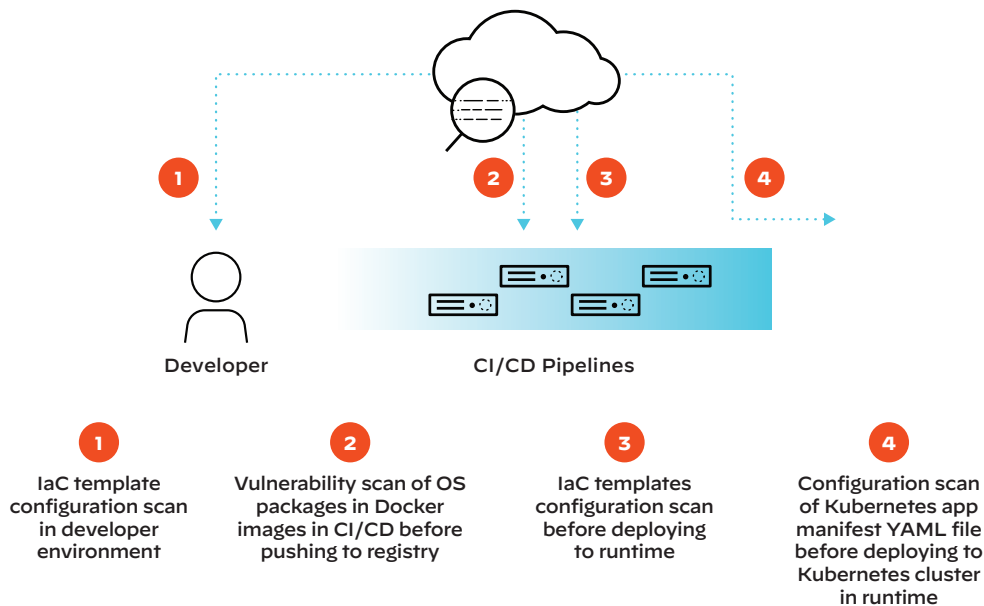 1
2
3
4
Developer
CI/CD Pipelines
1
IaC template
configuration scan
in developer
environment
2
Vulnerability scan of OS
packages in Docker
images in CI/CD before
pushing to registry
3
IaC templates
configuration scan
before deploying
to runtime
4
Configuration scan
of Kubernetes app
manifest YAML file
before deploying to
Kubernetes cluster
in runtime